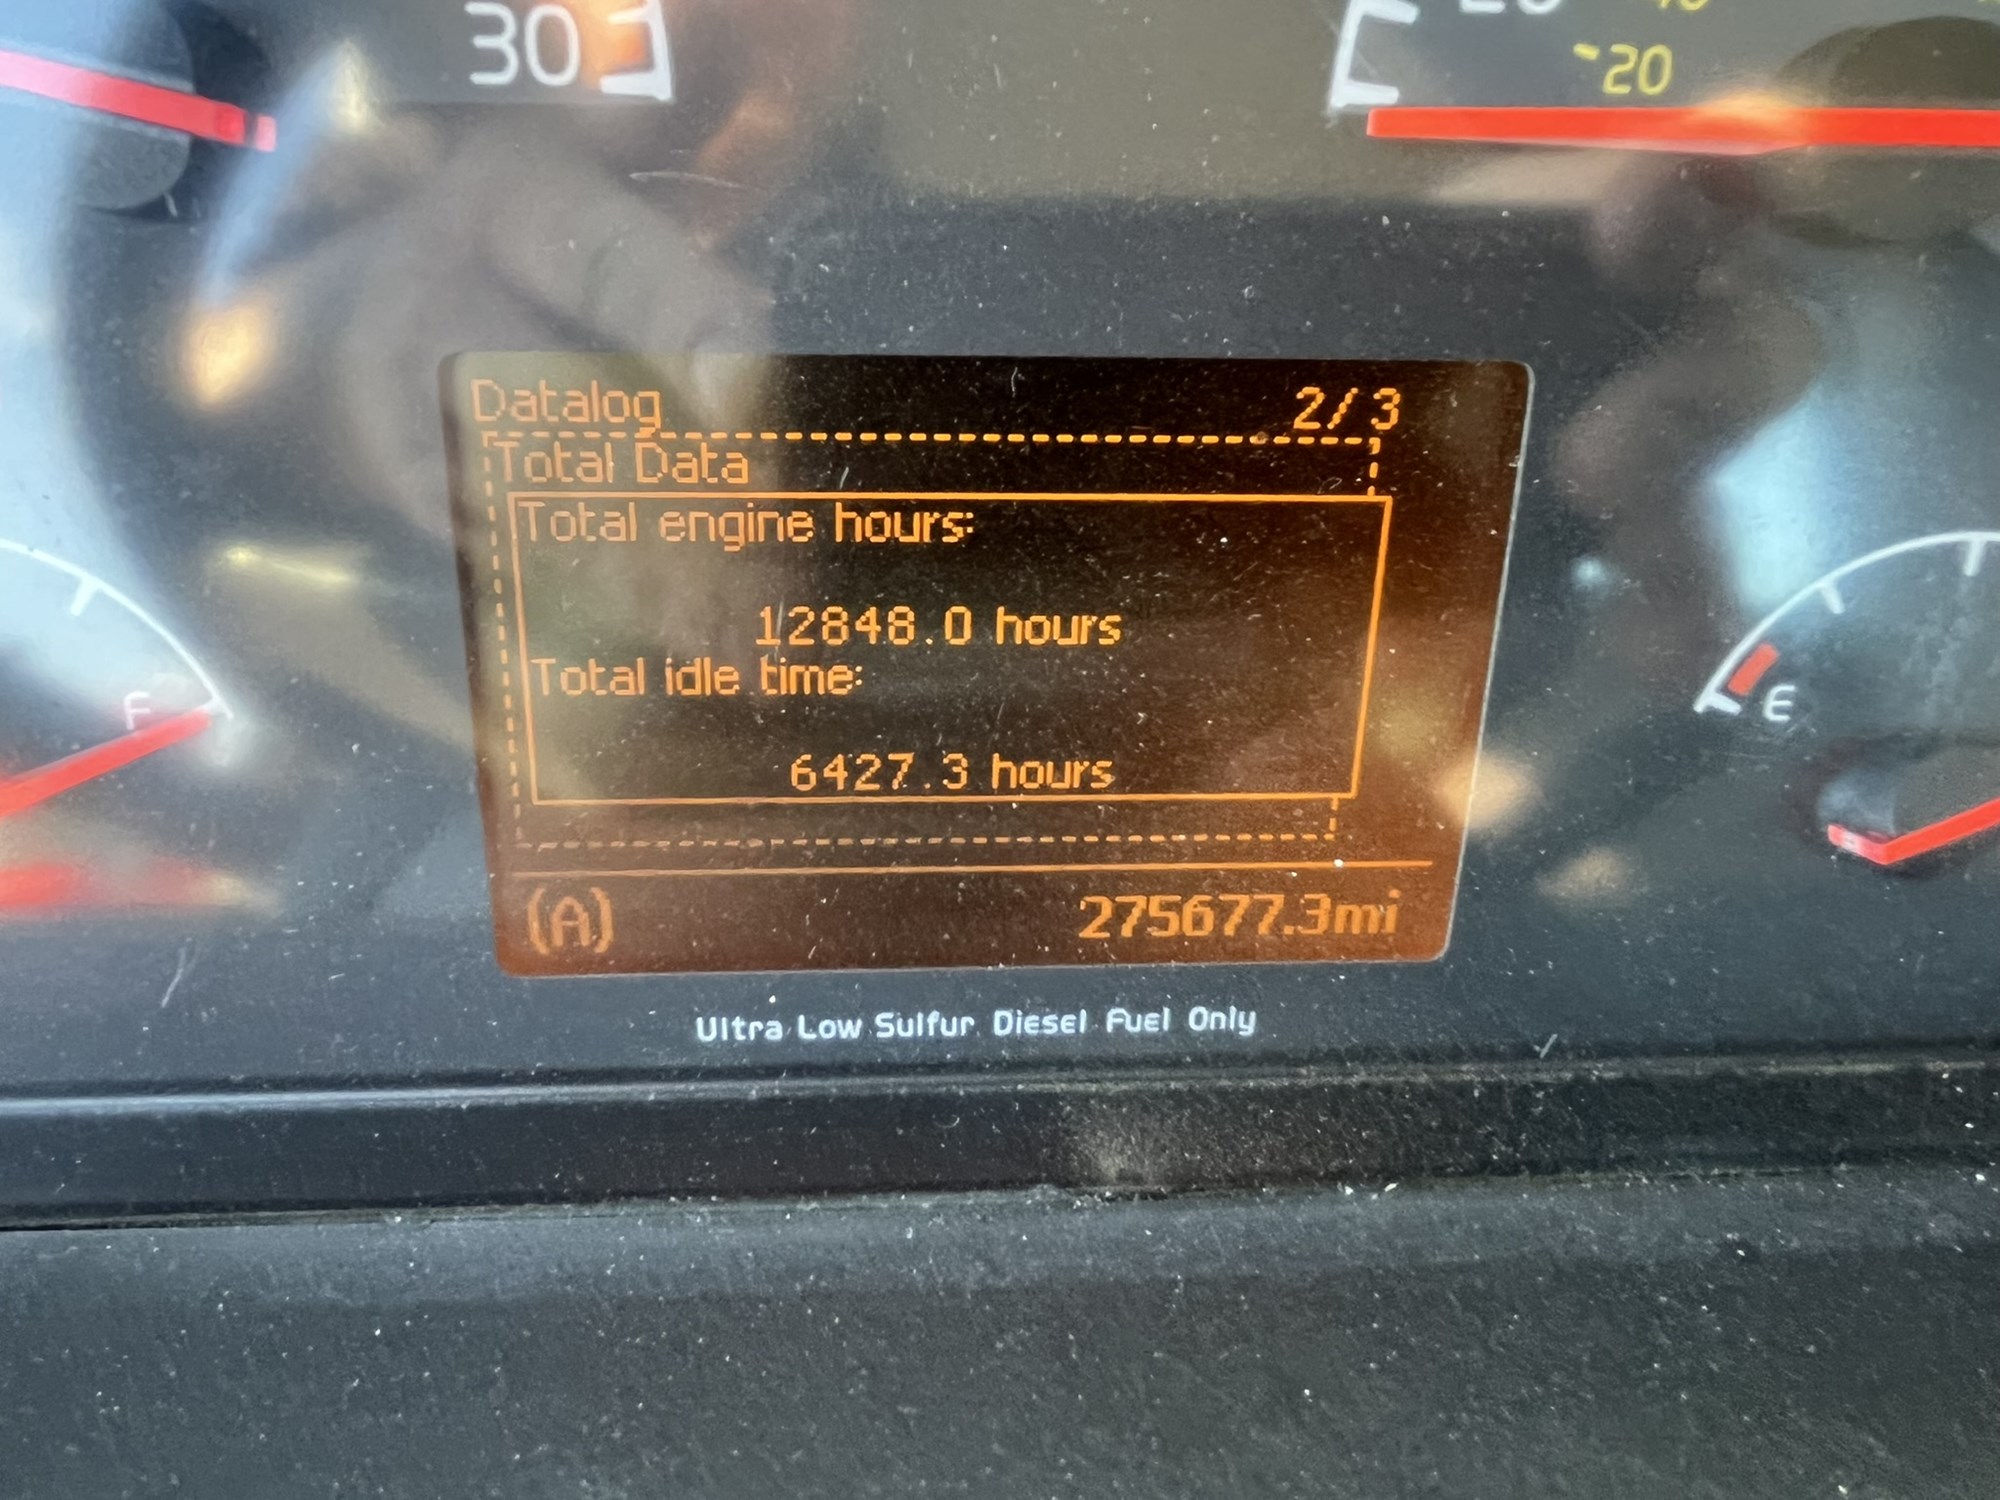 30
-20
Datalog 2/3
Total Data
Total engine hours:
12848.0 hours
Total idle time:
6427.3 hours
F
E
(A) 275677.3mi
Ultra Low Sulfur Diesel Fuel Only